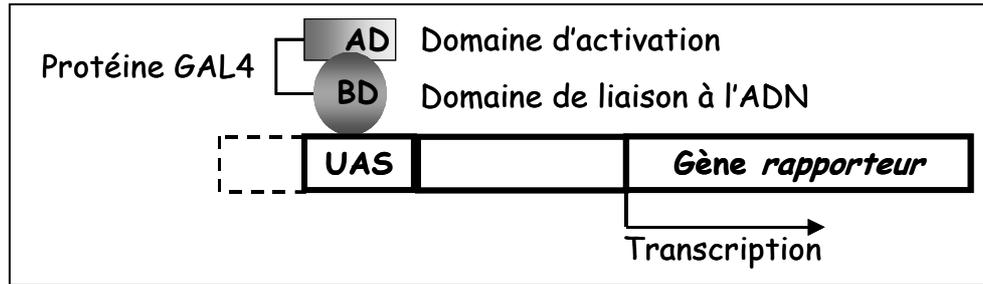 AD Domaine d'activation
Protéine GAL4
BD Domaine de liaison à l'ADN
UAS Gène rapporteur
Transcription